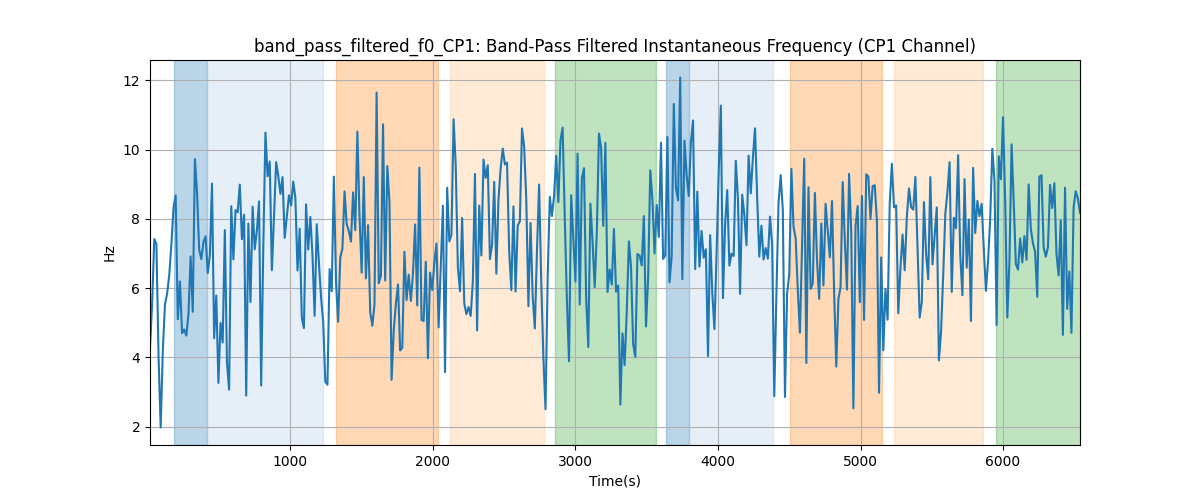 band_pass_filtered_f0_CP1: Band-Pass Filtered Instantaneous Frequency (CP1 Channel)
12
10
8
6
4
2
Hz
1000 2000 3000 4000 5000 6000
Time(s)